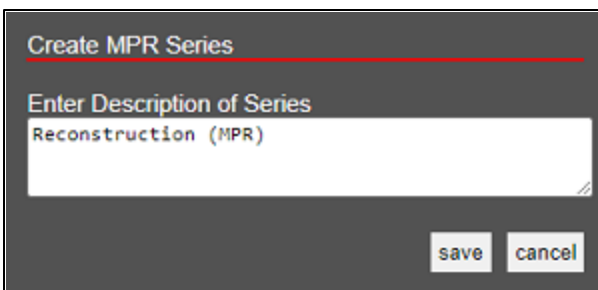 Create MPR Series
Enter Description of Series
Reconstruction (MPR)
save cancel